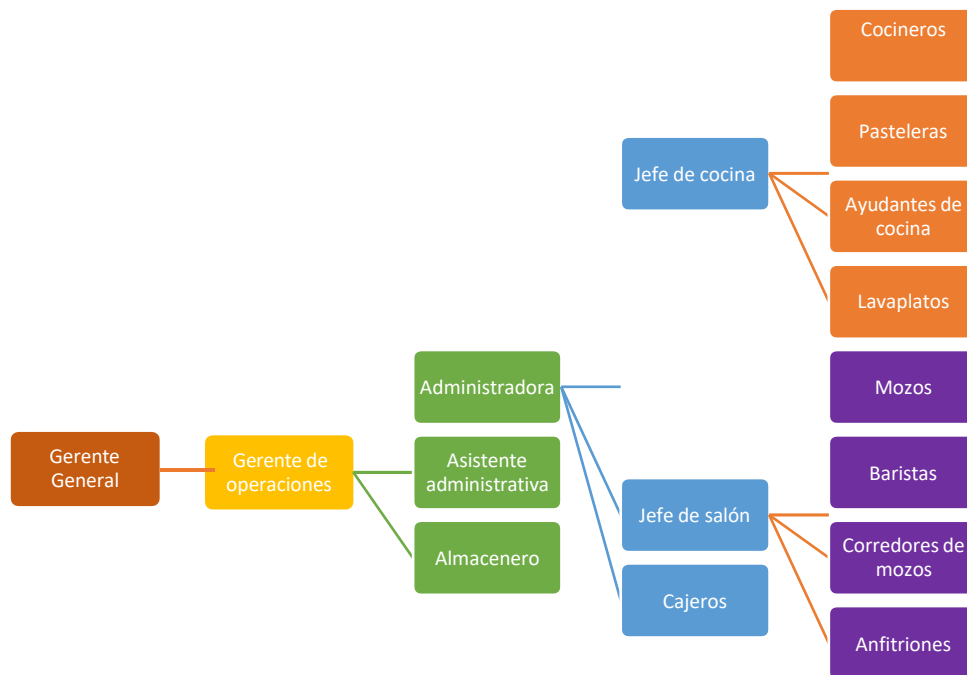 Gerente
General
Gerente de
operaciones
Administradora
Asistente
administrativa
Almacenero
Jefe de cocina
Jefe de salón
Cajeros
Cocineros
Pasteleras
Ayudantes de
cocina
Lavaplatos
Mozos
Baristas
Corredores de
mozos
Anfitriones